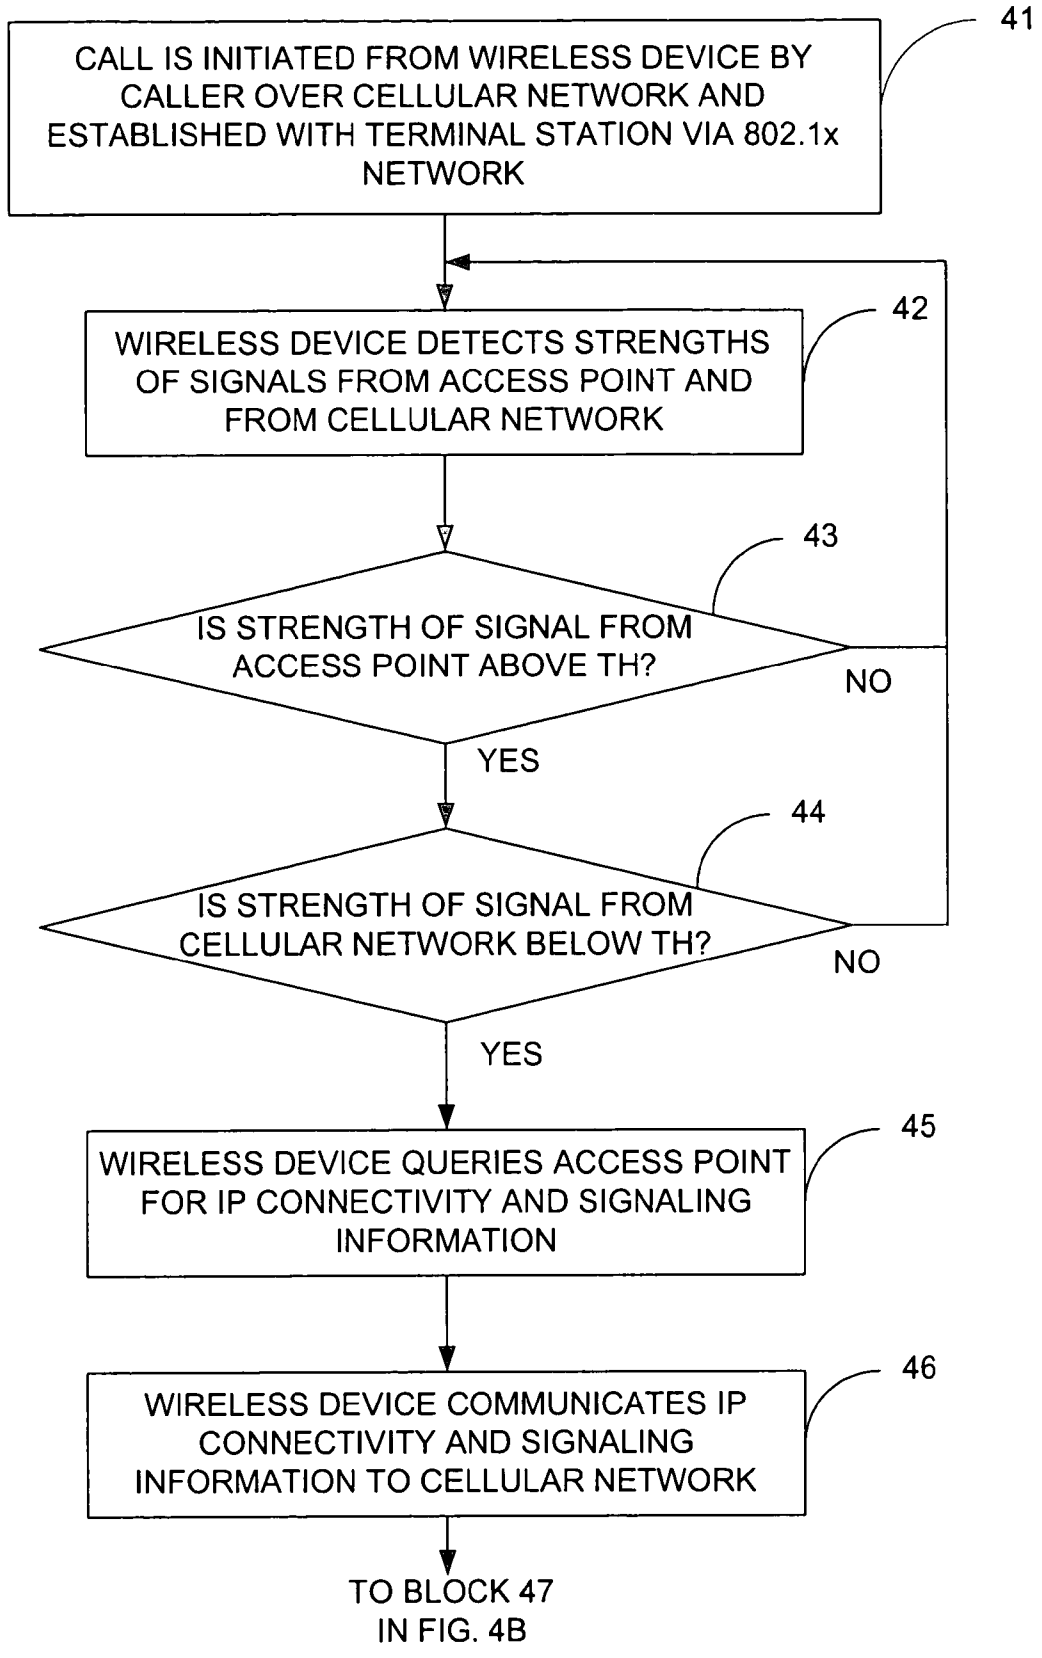 41
CALL IS INITIATED FROM WIRELESS DEVICE BY
CALLER OVER CELLULAR NETWORK AND
ESTABLISHED WITH TERMINAL STATION VIA 802.1x
NETWORK
42
WIRELESS DEVICE DETECTS STRENGTHS
OF SIGNALS FROM ACCESS POINT AND
FROM CELLULAR NETWORK
43
IS STRENGTH OF SIGNAL FROM
ACCESS POINT ABOVE TH?
NO
YES
44
IS STRENGTH OF SIGNAL FROM
CELLULAR NETWORK BELOW TH?
NO
YES
45
WIRELESS DEVICE QUERIES ACCESS POINT
FOR IP CONNECTIVITY AND SIGNALING
INFORMATION
46
WIRELESS DEVICE COMMUNICATES IP
CONNECTIVITY AND SIGNALING
INFORMATION TO CELLULAR NETWORK
TO BLOCK 47
IN FIG. 4B